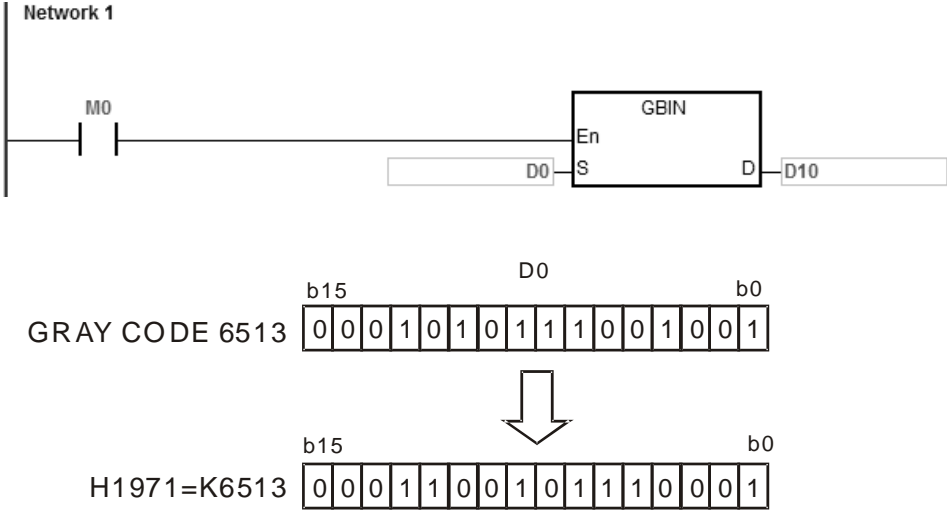 Network 1
M0
GBIN
En
D0 S D D10
D0
b15 b0
GRAY CODE 6513 0 0 0 1 0 1 0 1 1 1 0 0 1 0 0 1
b15 b0
H1971=K6513 0 0 0 1 1 0 0 1 0 1 1 1 0 0 0 1